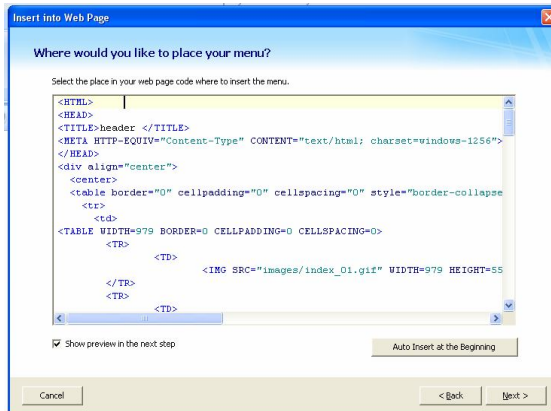 Insert into Web Page
Where would you like to place your menu?
Select the place in your web page code where to insert the menu.
<HTML>
<HEAD>
<TITLE>header </TITLE>
<META HTTP-EQUIV="Content-Type" CONTENT="text/html; charset=windows-1256">
</HEAD>
<div align="center">
<center>
<table border="0" cellpadding="0" cellspacing="0" style="border-collapse
<tr>
<td>
<TABLE WIDTH=979 BORDER=0 CELLPADDING=0 CELLSPACING=0>
<TR>
<TD>
<IMG SRC="images/index_01.gif" WIDTH=979 HEIGHT=55
</TR>
<TR>
<TD>
Show preview in the next step
Auto Insert at the Beginning
Cancel
< Back
Next >